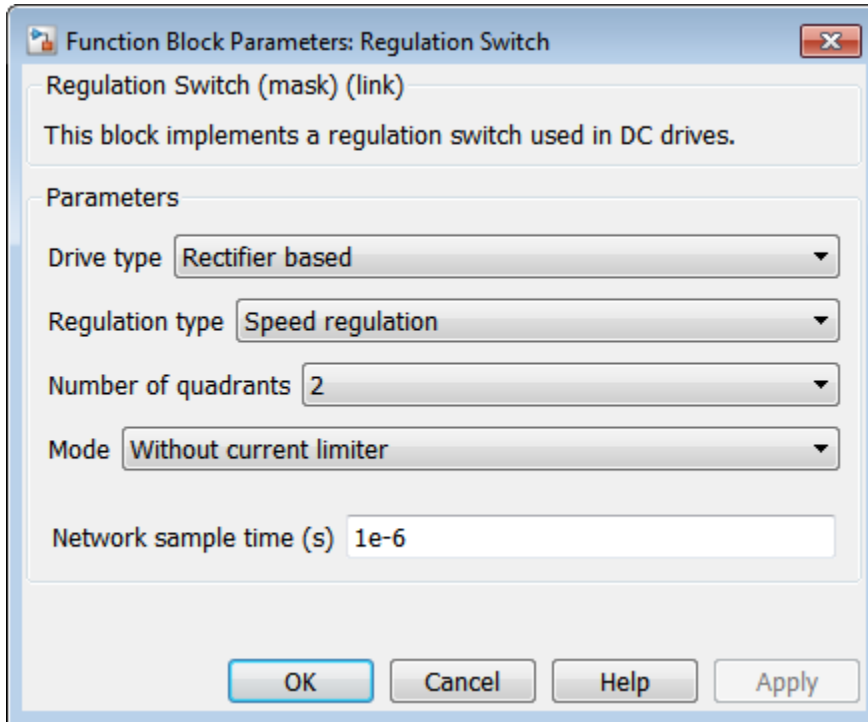 Function Block Parameters: Regulation Switch
Regulation Switch (mask) (link)
This block implements a regulation switch used in DC drives.
Parameters
Drive type Rectifier based
Regulation type Speed regulation
Number of quadrants 2
Mode Without current limiter
Network sample time (s) 1e-6
OK Cancel Help Apply